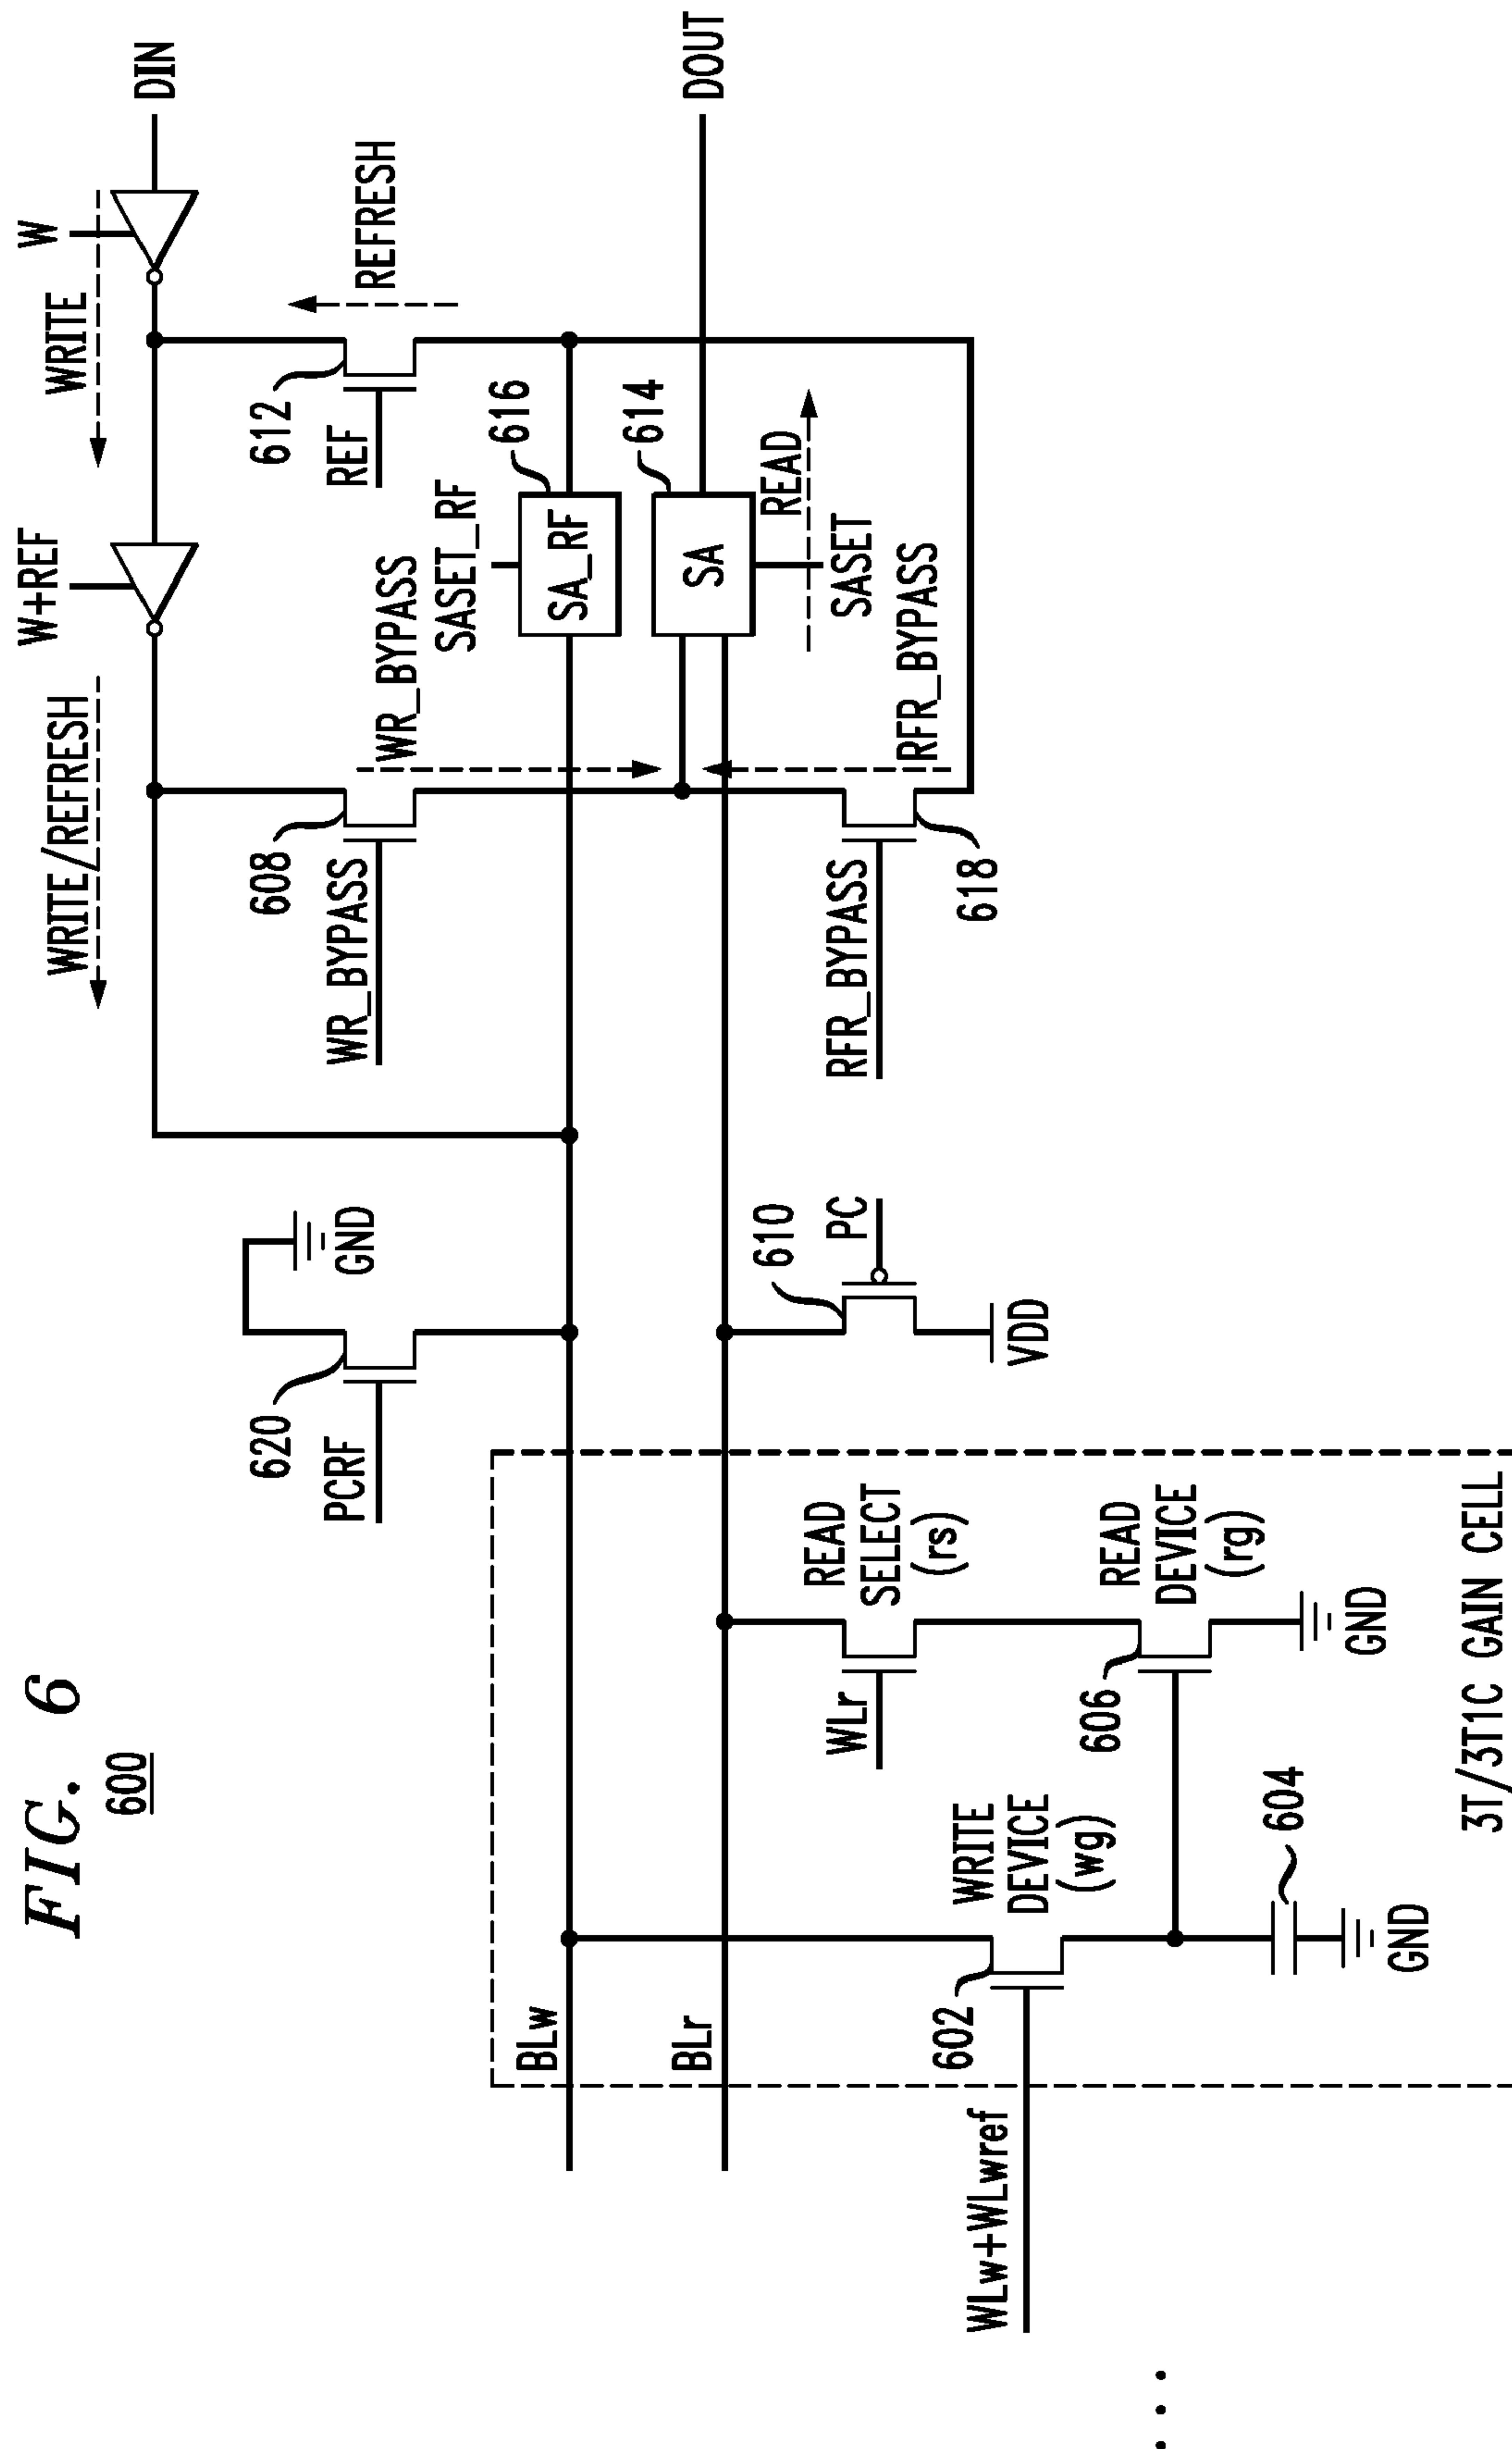 FIG. 6
600
WRITE/REFRESH
W+REF
WRITE
W
DIN
620
PCRF
GND
608
WR_BYPASS
WR_BYPASS
612
REF
REFRESH
SASET_RF
616
SA_RF
614
SA
DOUT
READ
SASET
BLw
BLr
610
PC
VDD
RFR_BYPASS
RFR_BYPASS
618
WLr
READ
SELECT
(rs)
602
WLw+WLwref
WRITE
DEVICE
(wg)
606
READ
DEVICE
(rg)
GND
604
GND
3T/3T1C GAIN CELL